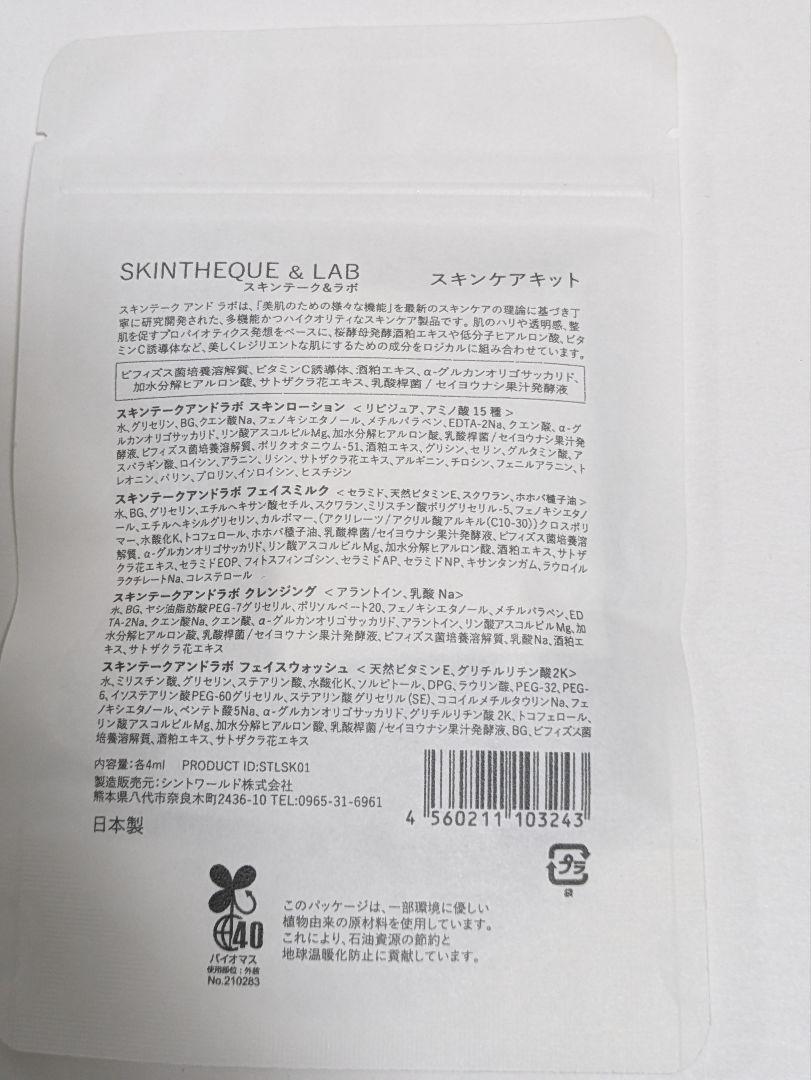 SKINTHEQUE & LAB
スキンテーク&ラボ
スキンケアキット
スキンテーク アンド ラボは、「美肌のための様々な機能」を最新のスキンケアの理論に基づき丁
寧に研究開発された、多機能かつハイクオリティなスキンケア製品です。肌のハリや透明感、整
肌を促すプロバイオティクス発想をベースに、桜酵母発酵酒粕エキスや低分子ヒアルロン酸、ビタ
ミンC誘導体など、美しくレジリエントな肌にするための成分をロジカルに組み合わせています。
ビフィズス菌培養溶解質、ビタミンC誘導体、酒粕エキス、α-グルカンオリゴサッカリド、
加水分解ヒアルロン酸、サトザクラ花エキス、乳酸桿菌 / セイヨウナシ果汁発酵液
スキンテークアンドラボ スキンローション < リピジュア、アミノ酸 15 種 >
水、グリセリン、BG、クエン酸Na、フェノキシエタノール、メチルパラベン、EDTA-2Na、クエン酸、α-グ
ルカンオリゴサッカリド、リン酸アスコルビルMg、加水分解ヒアルロン酸、乳酸桿菌 / セイヨウナシ果汁発
酵液、ビフィズス菌培養溶解質、ポリクオタニウム-51、酒粕エキス、グリシン、セリン、グルタミン酸、ア
スパラギン酸、ロイシン、アラニン、リシン、サトザクラ花エキス、アルギニン、チロシン、フェニルアラニン、ト
レオニン、バリン、プロリン、イソロイシン、ヒスチジン
スキンテークアンドラボ フェイスミルク < セラミド、天然ビタミンE、スクワラン、ホホバ種子油 >
水、BG、グリセリン、エチルヘキサン酸セチル、スクワラン、ミリスチン酸ポリグリセリル-5、フェノキシエタノ
ール、エチルヘキシルグリセリン、カルボマー、(アクリレーツ/アクリル酸アルキル(C10-30))クロスポリ
マー、水酸化K、トコフェロール、ホホバ種子油、乳酸桿菌/セイヨウナシ果汁発酵液、ビフィズス菌培養溶
解質、α-グルカンオリゴサッカリド、リン酸アスコルビルMg、加水分解ヒアルロン酸、酒粕エキス、サトザ
クラ花エキス、セラミドEOP、フィトスフィンゴシン、セラミドAP、セラミドNP、キサンタンガム、ラウロイル
ラクチレートNa、コレステロール
スキンテークアンドラボ クレンジング < アラントイン、乳酸 Na>
水、BG、ヤシ油脂肪酸PEG-7グリセリル、ポリソルベート20、フェノキシエタノール、メチルパラベン、ED
TA-2Na、クエン酸Na、クエン酸、α-グルカンオリゴサッカリド、アラントイン、リン酸アスコルビルMg、加
水分解ヒアルロン酸、乳酸桿菌/セイヨウナシ果汁発酵液、ビフィズス菌培養溶解質、乳酸Na、酒粕エ
キス、サトザクラ花エキス
スキンテークアンドラボ フェイスウォッシュ < 天然ビタミンE、グリチルリチン酸2K>
水、ミリスチン酸、グリセリン、ステアリン酸、水酸化K、ソルビトール、DPG、ラウリン酸、PEG-32、PEG-
6、イソステアリン酸PEG-60グリセリル、ステアリン酸グリセリル(SE)、ココイルメチルタウリンNa、フェ
ノキシエタノール、ペンテト酸5Na、α-グルカンオリゴサッカリド、グリチルリチン酸 2K、トコフェロール、
リン酸アスコルビルMg、加水分解ヒアルロン酸、乳酸桿菌/セイヨウナシ果汁発酵液、BG、ビフィズス菌
培養溶解質、酒粕エキス、サトザクラ花エキス
内容量:各4ml PRODUCT ID:STLSK01
製造販売元:シントワールド株式会社
熊本県八代市奈良木町2436-10 TEL:0965-31-6961
日本製
4 560211 103243
プラ
袋
40
バイオマス
使用部位:外装
No.210283
このパッケージは、一部環境に優しい
植物由来の原材料を使用しています。
これにより、石油資源の節約と
地球温暖化防止に貢献しています。